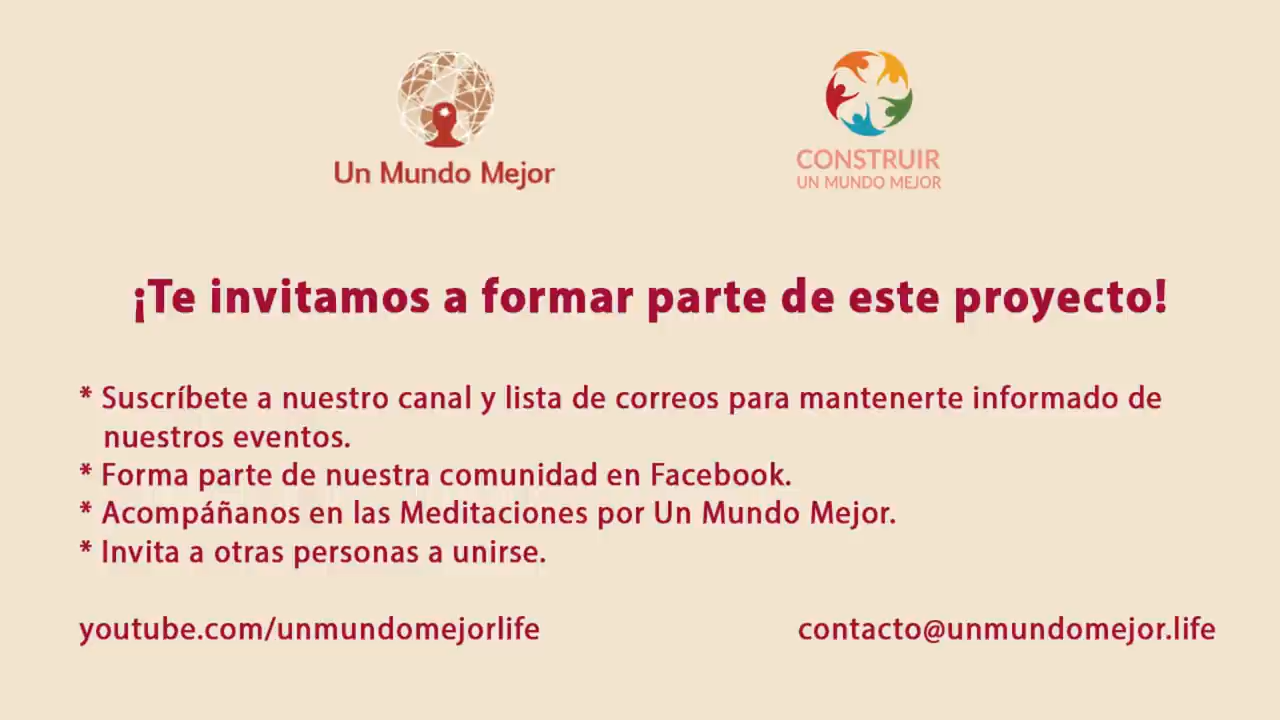 Un Mundo Mejor
CONSTRUIR
UN MUNDO MEJOR
¡Te invitamos a formar parte de este proyecto!
* Suscríbete a nuestro canal y lista de correos para mantenerte informado de
nuestros eventos.
* Forma parte de nuestra comunidad en Facebook.
* Acompáñanos en las Meditaciones por Un Mundo Mejor.
* Invita a otras personas a unirse.
youtube.com/unmundomejorlife
contacto@unmundomejor.life